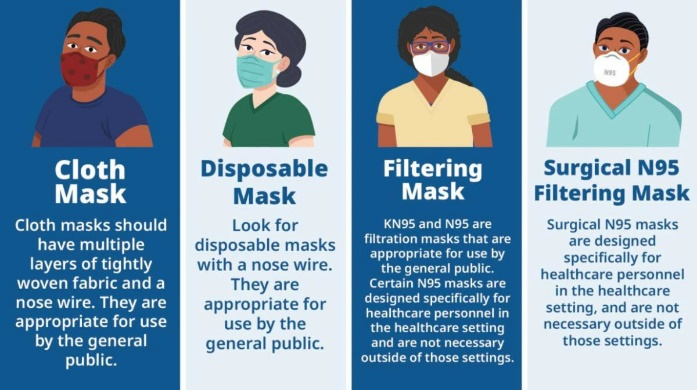 N95
Cloth
Mask
Cloth masks should
have multiple
layers of tightly
woven fabric and a
nose wire. They are
appropriate for use
by the general
public.
Disposable
Mask
Look for
disposable masks
with a nose wire.
They are
appropriate for
use by the
general public.
Filtering
Mask
KN95 and N95 are
filtration masks that are
appropriate for use by
the general public.
Certain N95 masks are
designed specifically for
healthcare personnel in
the healthcare setting
and are not necessary
outside of those settings.
Surgical N95
Filtering Mask
Surgical N95 masks
are designed
specifically for
healthcare personnel
in the healthcare
setting, and are not
necessary outside of
those settings.